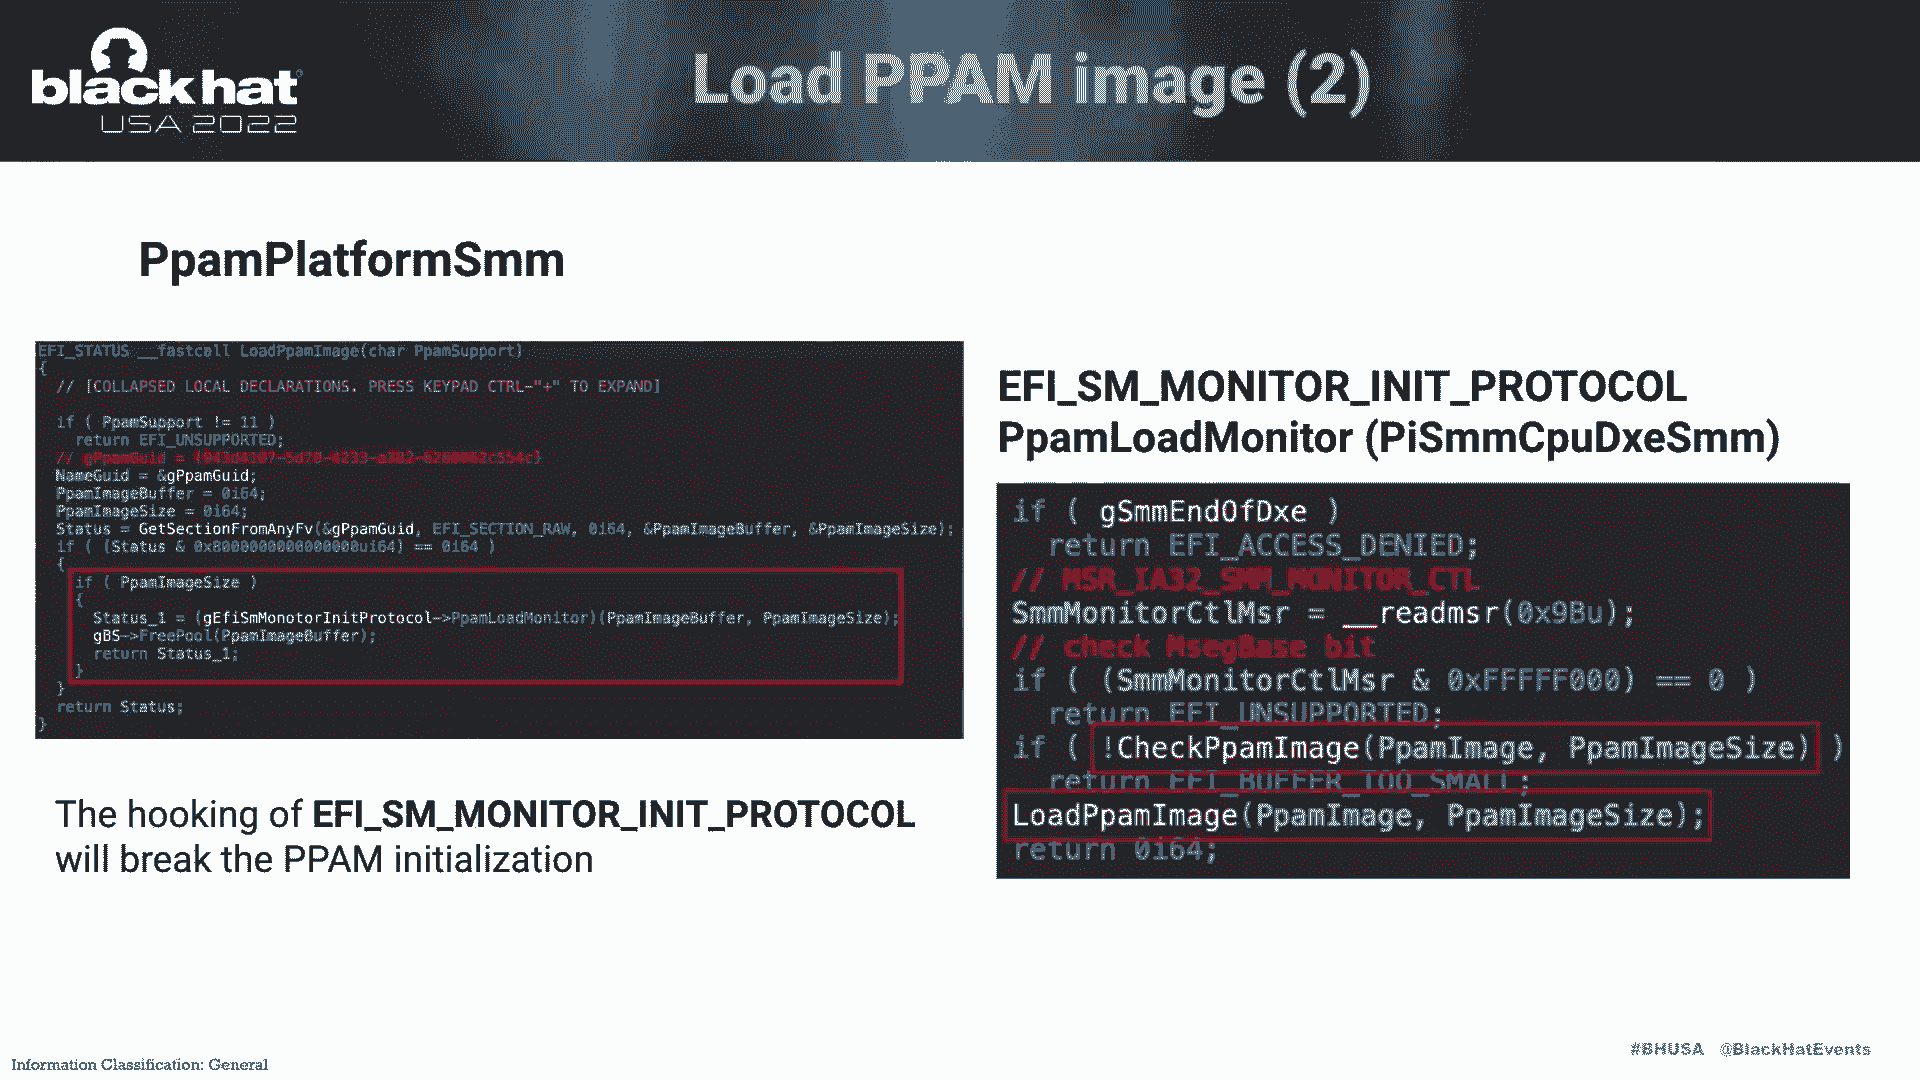 black hat®
USA 2022
Load PPAM image (2)
PpamPlatformSmm
EFI_STATUS __fastcall LoadPpamImage(char PpamSupport)
{
// [COLLAPSED LOCAL DECLARATIONS. PRESS KEYPAD CTRL-"+" TO EXPAND]
if ( PpamSupport != 11 )
return EFI_UNSUPPORTED;
// gPpamGuid =
NameGuid = &gPpamGuid;
PpamImageBuffer = 0i64;
PpamImageSize = 0i64;
Status = GetSectionFromAnyFv(&gPpamGuid, EFI_SECTION_RAW, 0i64, &PpamImageBuffer, &PpamImageSize);
if ( (Status & 0x8000000000000000ui64) == 0i64 )
{
if ( PpamImageSize )
{
Status_1 = (gEfiSmMonotorInitProtocol->PpamLoadMonitor)(PpamImageBuffer, PpamImageSize);
gBS->FreePool(PpamImageBuffer);
return Status_1;
}
}
return Status;
}
The hooking of EFI_SM_MONITOR_INIT_PROTOCOL
will break the PPAM initialization
EFI_SM_MONITOR_INIT_PROTOCOL
PpamLoadMonitor (PiSmmCpuDxeSmm)
if ( gSmmEndOfDxe )
return EFI_ACCESS_DENIED;
// MSR_IA32_SMM_MONITOR_CTL
SmmMonitorCtlMsr = __readmsr(0x9Bu);
// check MsegBase bit
if ( (SmmMonitorCtlMsr & 0xFFFFF000) == 0 )
return EFI_UNSUPPORTED;
if ( !CheckPpamImage(PpamImage, PpamImageSize) )
return EFI_BUFFER_TOO_SMALL;
LoadPpamImage(PpamImage, PpamImageSize);
return 0i64;
Information Classification: General
#BHUSA @BlackHatEvents